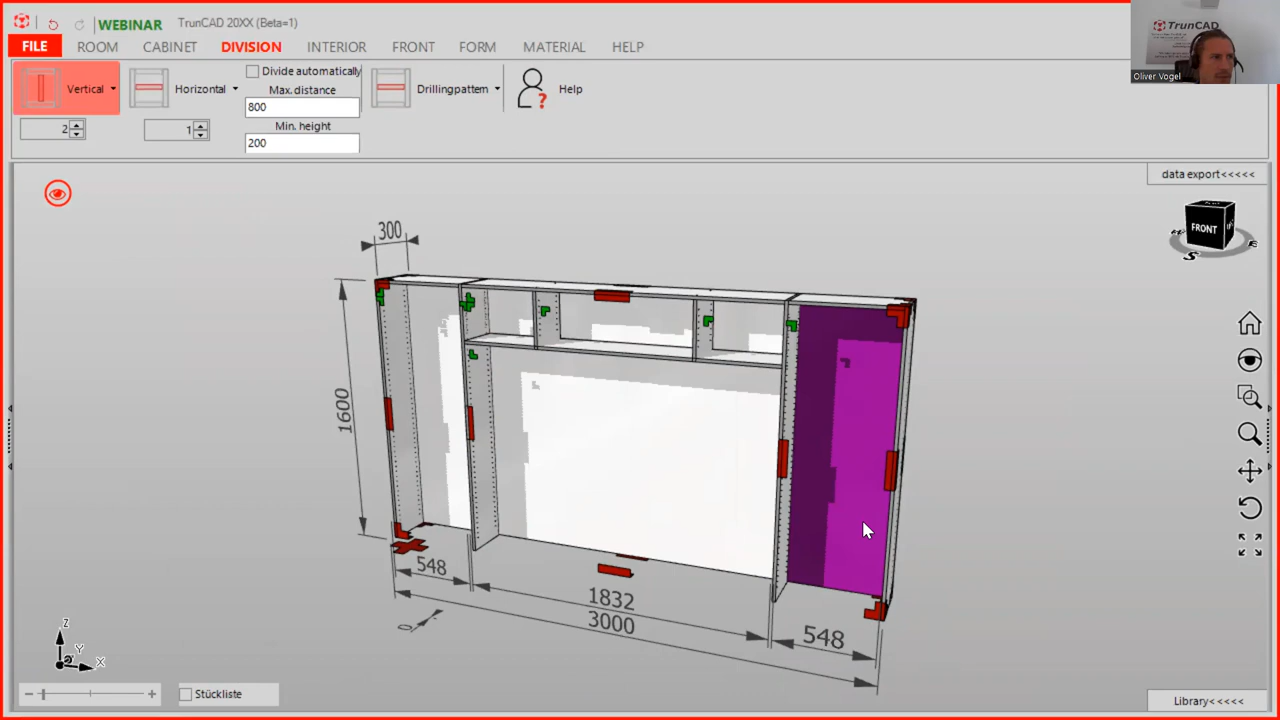 WEBINAR TrunCAD 20XX (Beta=1)
FILE ROOM CABINET DIVISION INTERIOR FRONT FORM MATERIAL HELP
Vertical Horizontal Divide automatically Drillingpattern Help
Max. distance
800
2 1 Min. height
200
TrunCAD
Oliver Vogel
data export<<<<<
FRONT
S
300
1600
548
1832
3000
548
0
Z
Y
X
Stückliste
Library<<<<<